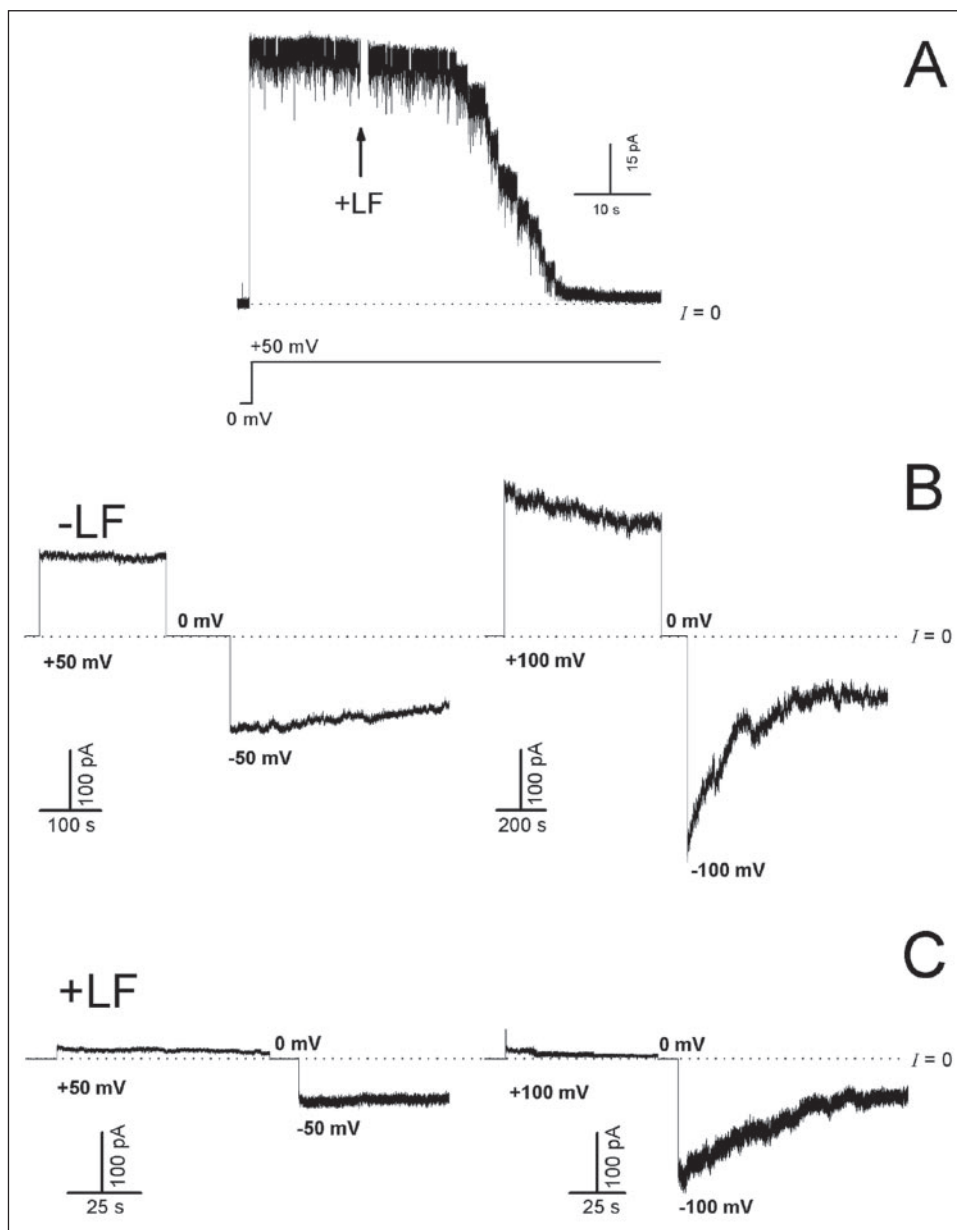 A
15 pA
10 s
+LF
I = 0
+50 mV
0 mV
B
-LF
0 mV
0 mV
I = 0
+50 mV
+100 mV
-50 mV
100 pA
100 s
100 pA
200 s
-100 mV
C
+LF
0 mV
0 mV
I = 0
+50 mV
+100 mV
-50 mV
100 pA
25 s
100 pA
25 s
-100 mV